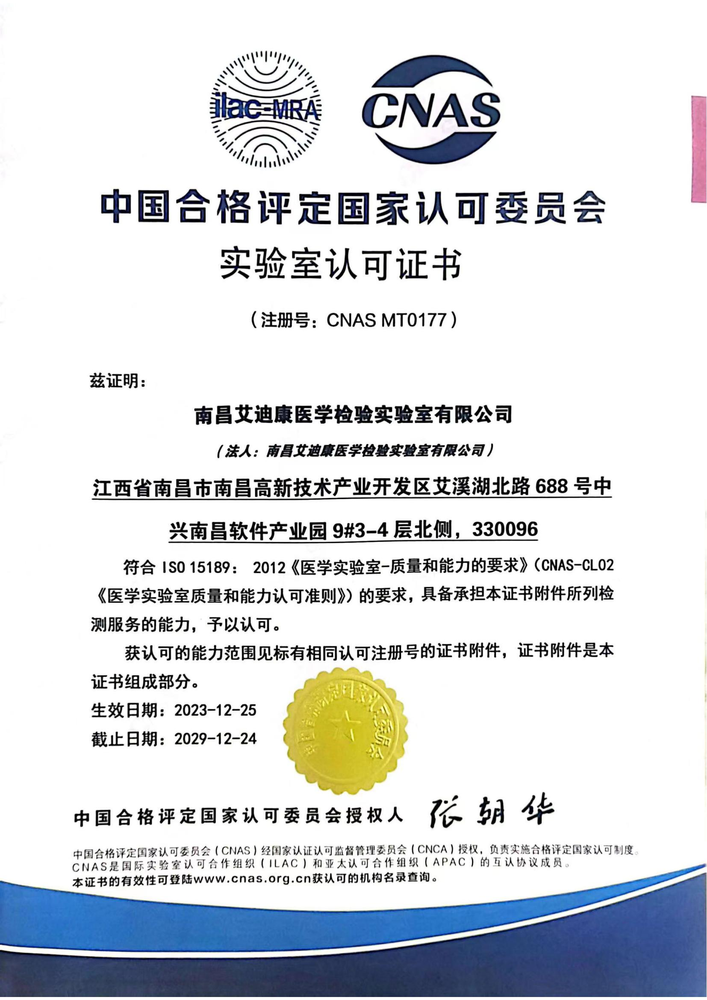 ilac-MRA
CNAS
中国合格评定国家认可委员会
实验室认可证书
（注册号：CNAS MT0177）
兹证明：
南昌艾迪康医学检验实验室有限公司
（法人：南昌艾迪康医学检验实验室有限公司）
江西省南昌市南昌高新技术产业开发区艾溪湖北路 688 号中
兴南昌软件产业园 9#3-4 层北侧，330096
符合 ISO 15189： 2012《医学实验室-质量和能力的要求》（CNAS-CL02
《医学实验室质量和能力认可准则》）的要求，具备承担本证书附件所列检
测服务的能力，予以认可。
获认可的能力范围见标有相同认可注册号的证书附件，证书附件是本
证书组成部分。
生效日期：2023-12-25
截止日期：2029-12-24
中国合格评定国家认可委员会
中国合格评定国家认可委员会授权人 张朝华
中国合格评定国家认可委员会（CNAS）经国家认证认可监督管理委员会（CNCA）授权，负责实施合格评定国家认可制度。
CNAS是国际实验室认可合作组织（ILAC）和亚太认可合作组织（APAC）的互认协议成员。
本证书的有效性可登陆www.cnas.org.cn获认可的机构名录查询。